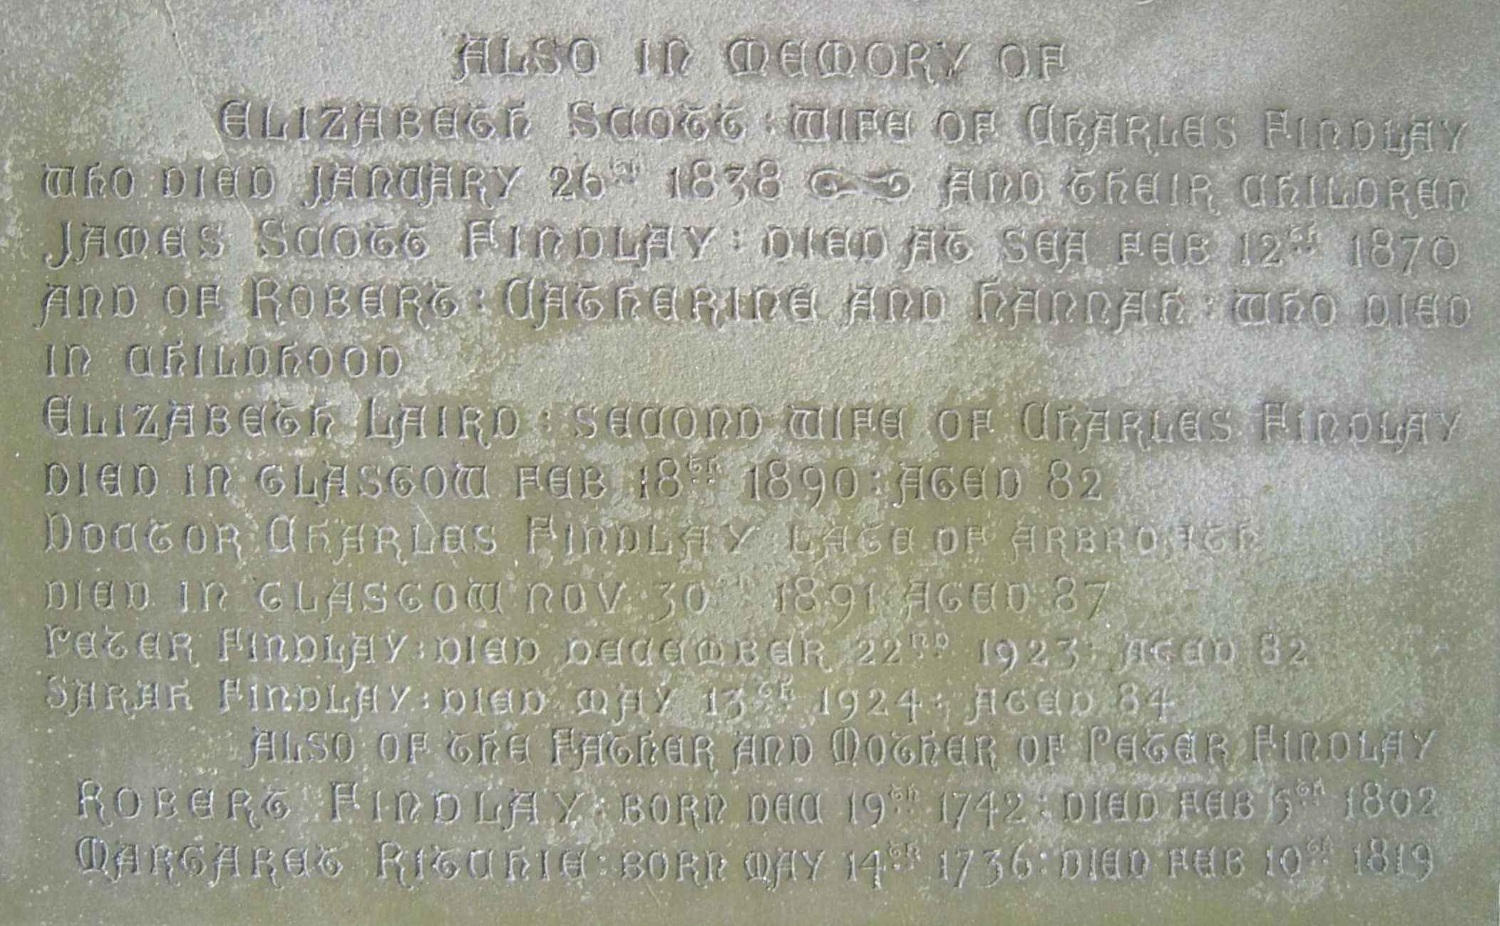 ALSO IN MEMORY OF
ELIZABETH SCOTT : WIFE OF CHARLES FINDLAY
WHO DIED JANUARY 26TH 1838 AND THEIR CHILDREN
JAMES SCOTT FINDLAY : DIED AT SEA FEB 12TH 1870
AND OF ROBERT : CATHERINE AND HANNAH : WHO DIED
IN CHILDHOOD
ELIZABETH LAIRD : SECOND WIFE OF CHARLES FINDLAY
DIED IN GLASGOW FEB 18TH 1890 : AGED 82
DOCTOR CHARLES FINDLAY LATE OF ARBROATH
DIED IN GLASGOW NOV 30TH 1891 AGED 87
PETER FINDLAY : DIED DECEMBER 22ND 1923 : AGED 82
SARAH FINDLAY : DIED MAY 13TH 1924 : AGED 84
ALSO OF THE FATHER AND MOTHER OF PETER FINDLAY
ROBERT FINDLAY : BORN DEC 19TH 1742 : DIED FEB 5TH 1802
MARGARET RITCHIE : BORN MAY 14TH 1736 : DIED FEB 10TH 1819